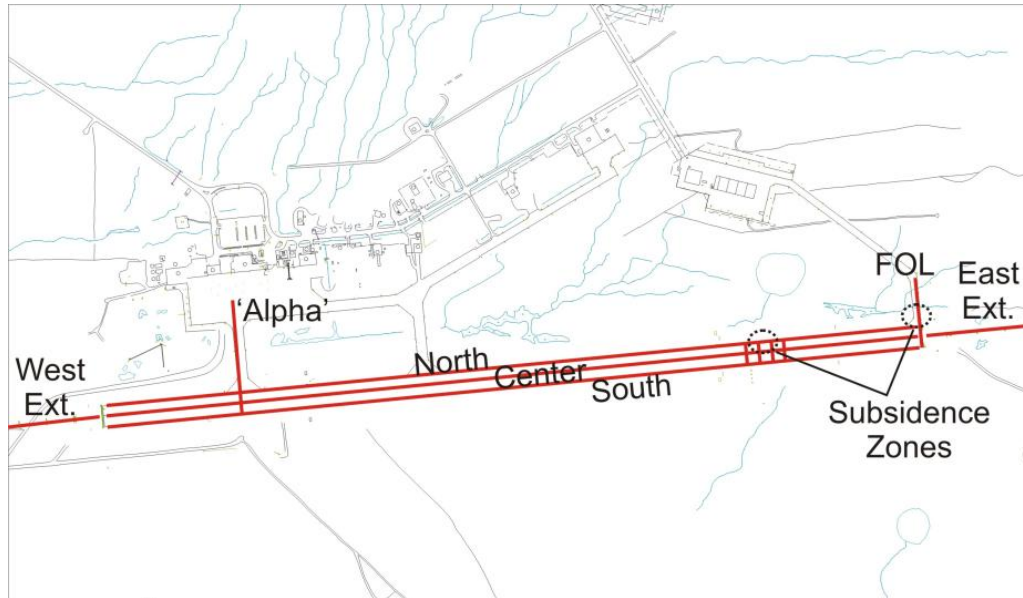 FOL
East
Ext.
'Alpha'
North
Center
South
West
Ext.
Subsidence
Zones